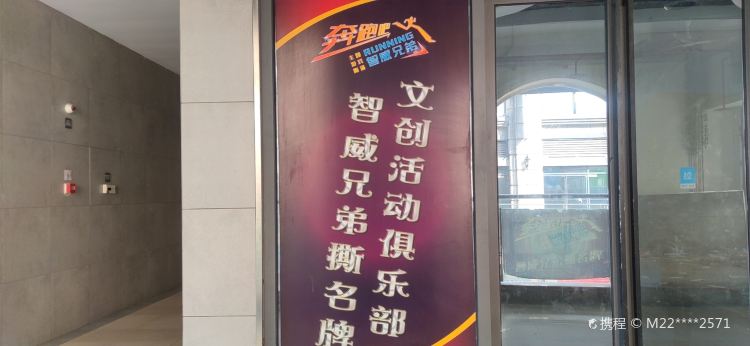 奔跑吧
RUNNING
智威兄弟
文创活动俱乐部
智威兄弟撕名牌
携程 © M22****2571